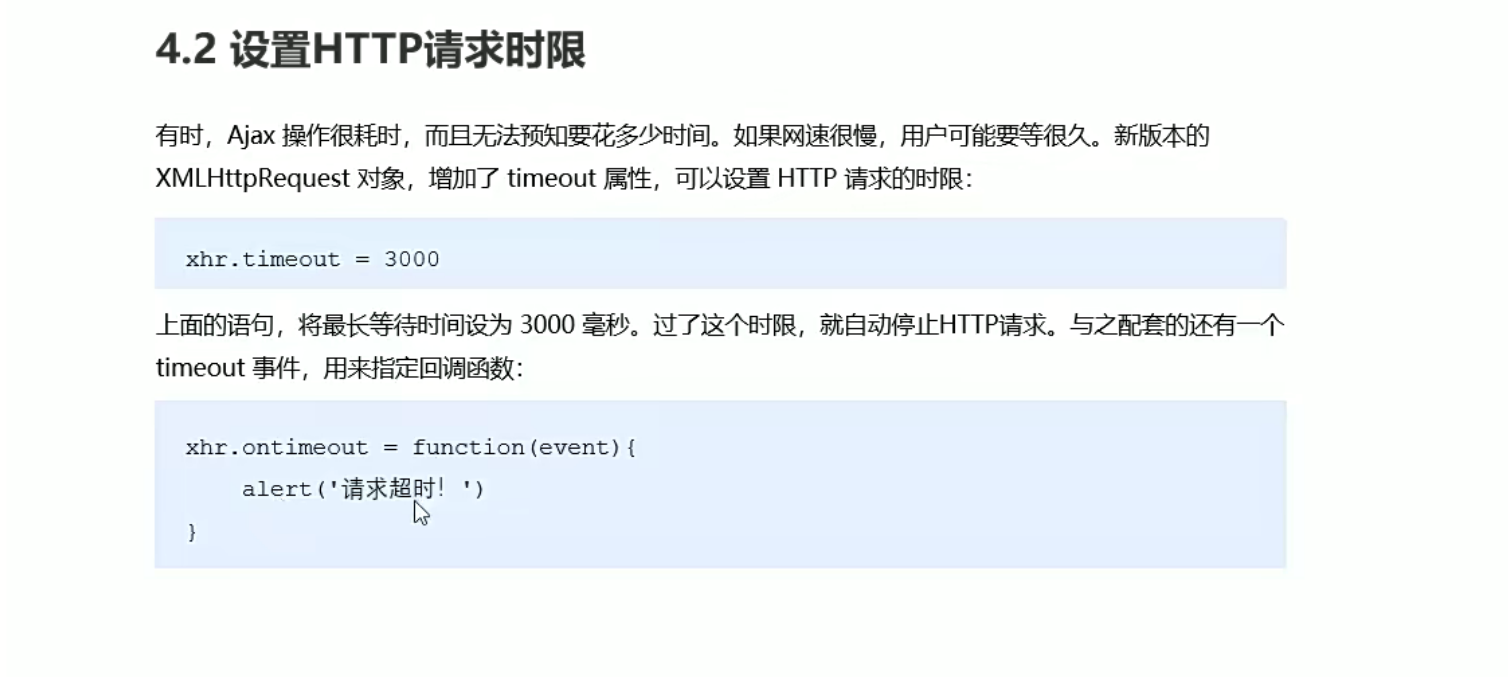 4.2 设置HTTP请求时限
有时，Ajax 操作很耗时，而且无法预知要花多少时间。如果网速很慢，用户可能要等很久。新版本的
XMLHttpRequest 对象，增加了 timeout 属性，可以设置 HTTP 请求的时限：
xhr.timeout = 3000
上面的语句，将最长等待时间设为 3000 毫秒。过了这个时限，就自动停止HTTP请求。与之配套的还有一个
timeout 事件，用来指定回调函数：
xhr.ontimeout = function(event){
    alert('请求超时！')
}